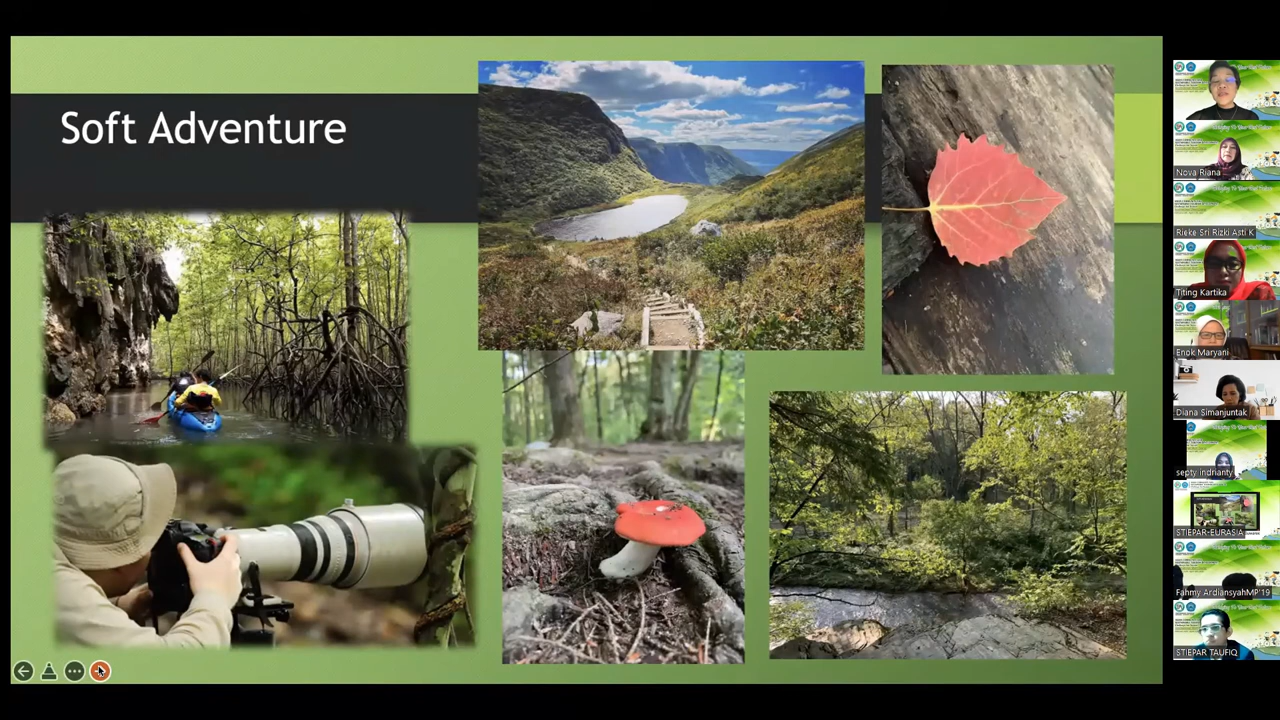 Soft Adventure
Nova Riana
Rieke Sri Rizki Asti K
Titing Kartika
Enok Maryani
Diana Simanjuntak
septy indrianty
STIEPAR-EURASIA
Fahmy ArdiansyahMP'19
STIEPAR TAUFIQ